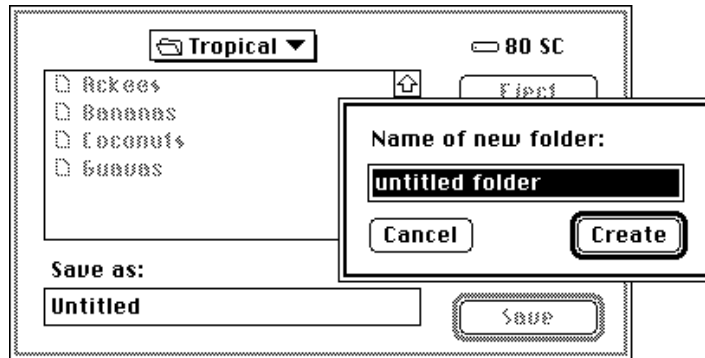 Tropical ▼
80 SC
Ackees
Bananas
Coconuts
Guavas
Eject
Name of new folder:
untitled folder
Cancel
Create
Save as:
Untitled
Save